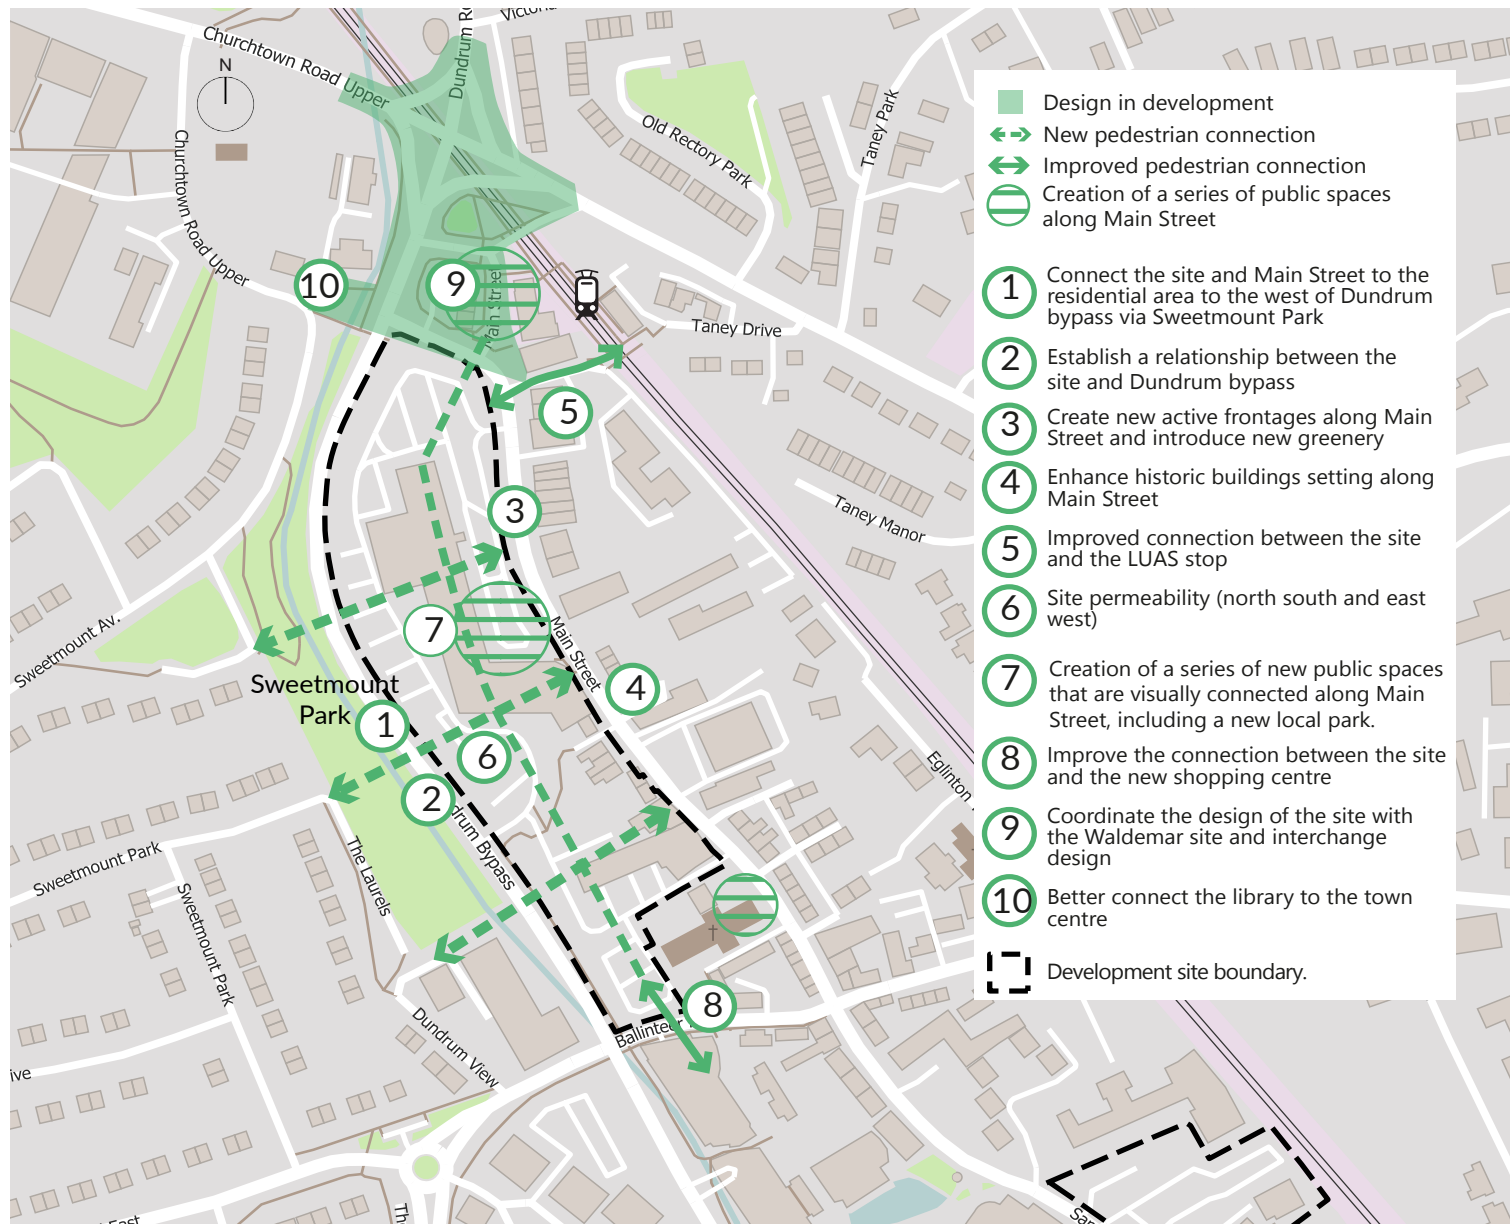 Churchtown Road Upper
Dundrum R
Victoria
N
Churchtown Road Upper
Old Rectory Park
Taney Park
10
9
Main Street
Taney Drive
5
3
Taney Manor
7
Main Street
4
Sweetmount Av.
Sweetmount
Park
1
6
2
drum Bypass
Eglinton
Sweetmount Park
The Laurels
Sweetmount Park
8
Ballinteer
Dundrum View
ive
East
Th
San
Design in development
New pedestrian connection
Improved pedestrian connection
Creation of a series of public spaces
along Main Street
1 Connect the site and Main Street to the
residential area to the west of Dundrum
bypass via Sweetmount Park
2 Establish a relationship between the
site and Dundrum bypass
3 Create new active frontages along Main
Street and introduce new greenery
4 Enhance historic buildings setting along
Main Street
5 Improved connection between the site
and the LUAS stop
6 Site permeability (north south and east
west)
7 Creation of a series of new public spaces
that are visually connected along Main
Street, including a new local park.
8 Improve the connection between the site
and the new shopping centre
9 Coordinate the design of the site with
the Waldemar site and interchange
design
10 Better connect the library to the town
centre
Development site boundary.